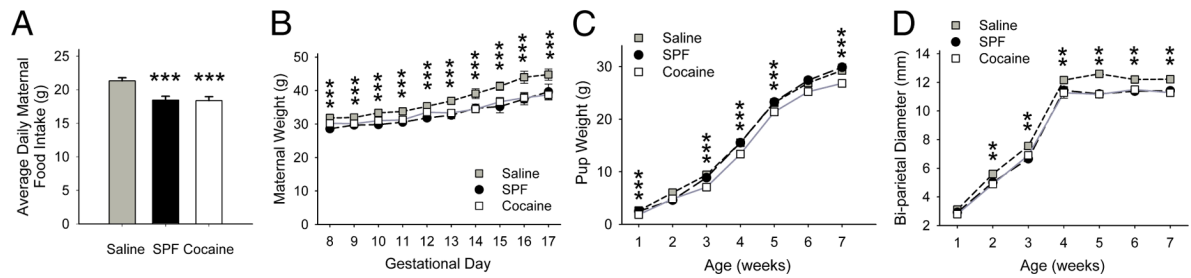 A
Average Daily Maternal
Food Intake (g)
25
20
15
10
5
0
*** ***
Saline SPF Cocaine
B
Maternal Weight (g)
50
40
30
20
10
0
*** *** *** *** *** *** *** *** *** ***
Saline
SPF
Cocaine
8 9 10 11 12 13 14 15 16 17
Gestational Day
C
Saline
SPF
Cocaine
Pup Weight (g)
30
20
10
0
*** *** *** *** ***
1 2 3 4 5 6 7
Age (weeks)
D
Saline
SPF
Cocaine
Bi-parietal Diameter (mm)
14
12
10
8
6
4
2
** ** ** ** ** **
1 2 3 4 5 6 7
Age (weeks)